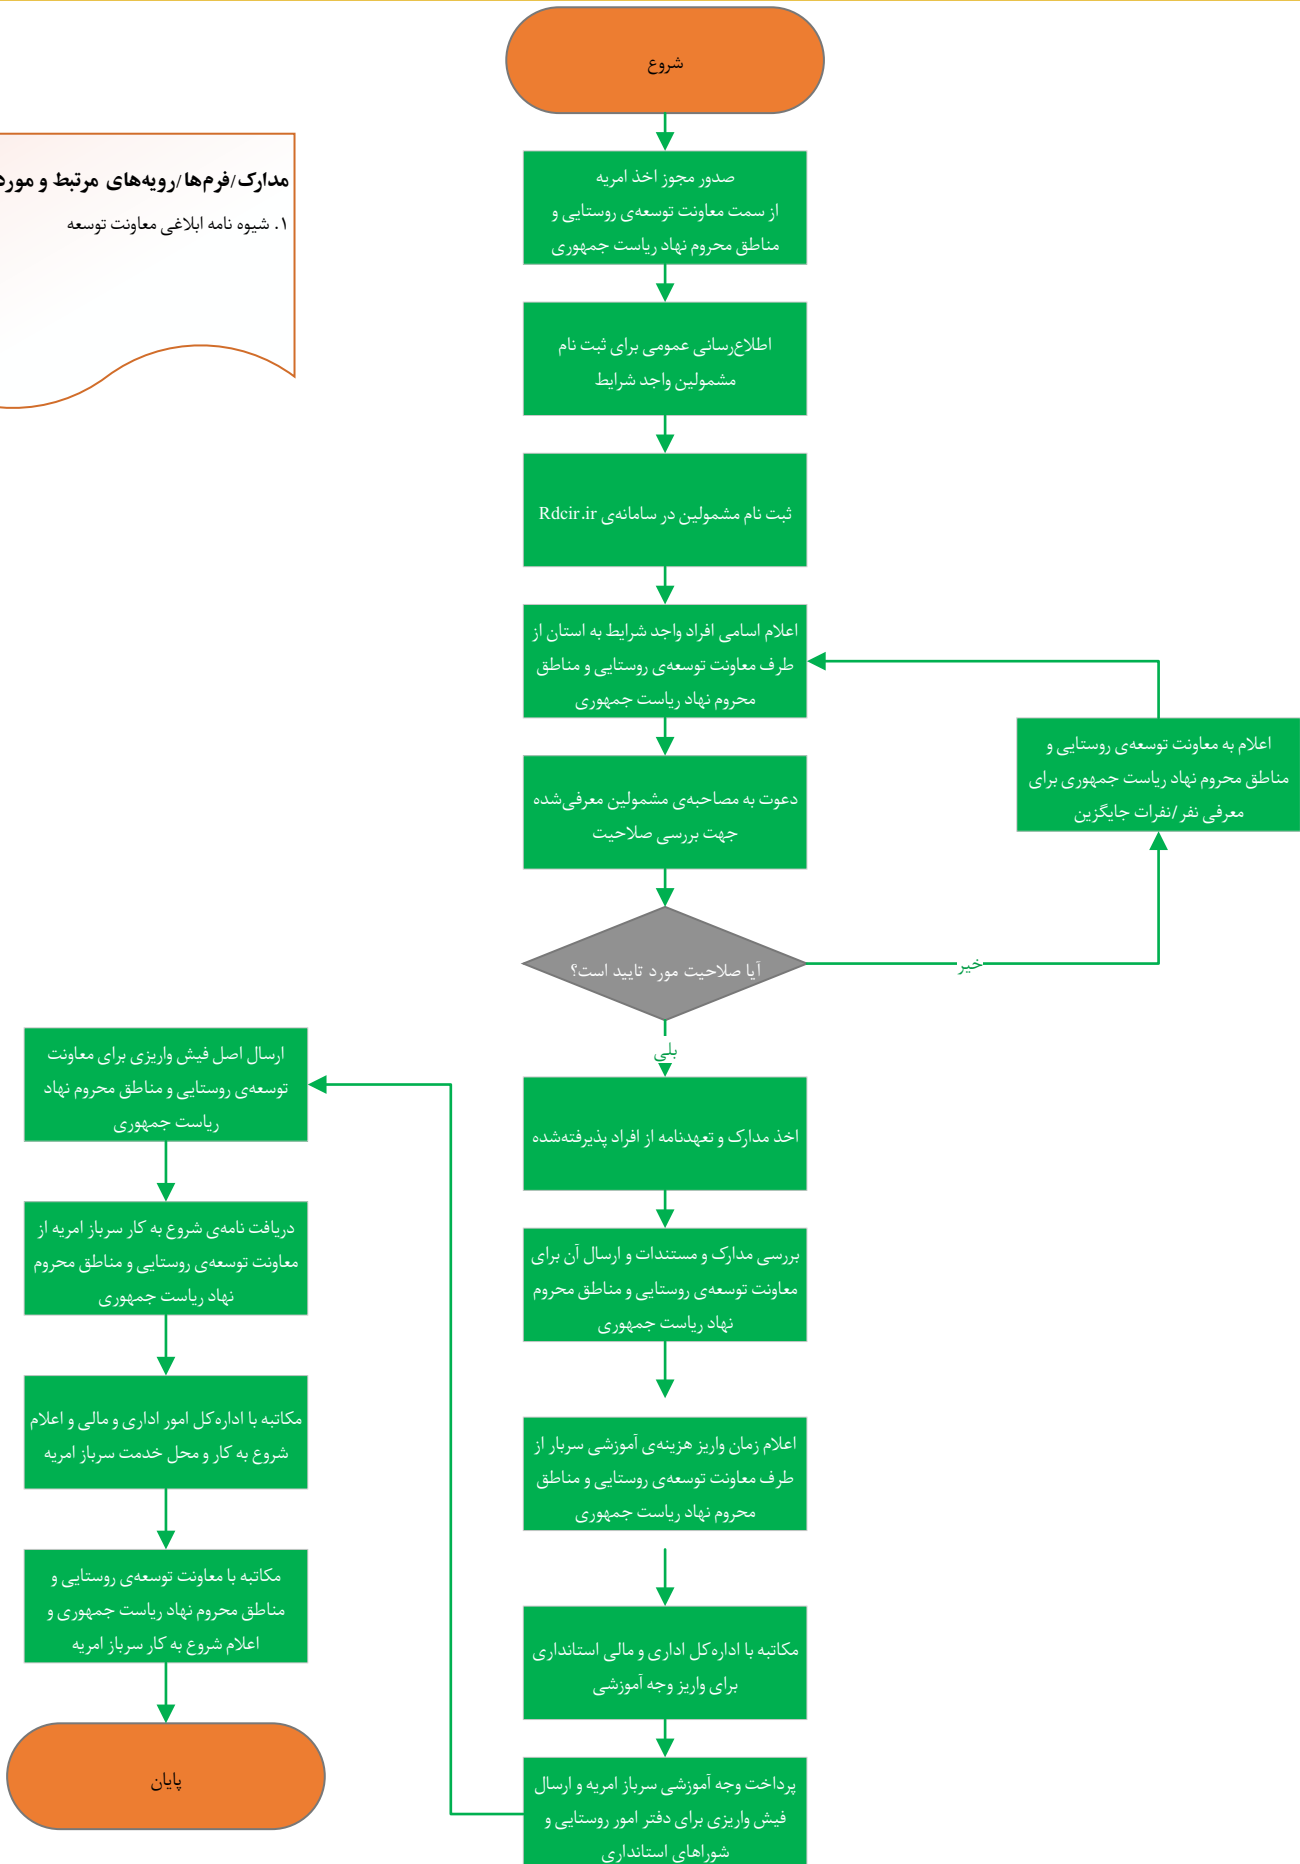 شروع
مدارک/فرم‌ها/رویه‌های مرتبط و مورد
۱. شیوه نامه ابلاغی معاونت توسعه
صدور مجوز اخذ امریه
از سمت معاونت توسعه‌ی روستایی و
مناطق محروم نهاد ریاست جمهوری
اطلاع‌رسانی عمومی برای ثبت نام
مشمولین واجد شرایط
ثبت نام مشمولین در سامانه‌ی Rdcir.ir
اعلام اسامی افراد واجد شرایط به استان از
طرف معاونت توسعه‌ی روستایی و مناطق
محروم نهاد ریاست جمهوری
اعلام به معاونت توسعه‌ی روستایی و
مناطق محروم نهاد ریاست جمهوری برای
معرفی نفر/نفرات جایگزین
دعوت به مصاحبه‌ی مشمولین معرفی‌شده
جهت بررسی صلاحیت
آیا صلاحیت مورد تایید است؟
خیر
بلی
اخذ مدارک و تعهدنامه از افراد پذیرفته‌شده
بررسی مدارک و مستندات و ارسال آن برای
معاونت توسعه‌ی روستایی و مناطق محروم
نهاد ریاست جمهوری
اعلام زمان واریز هزینه‌ی آموزشی سربار از
طرف معاونت توسعه‌ی روستایی و مناطق
محروم نهاد ریاست جمهوری
مکاتبه با اداره‌کل اداری و مالی استانداری
برای واریز وجه آموزشی
پرداخت وجه آموزشی سرباز امریه و ارسال
فیش واریزی برای دفتر امور روستایی و
شوراهای استانداری
ارسال اصل فیش واریزی برای معاونت
توسعه‌ی روستایی و مناطق محروم نهاد
ریاست جمهوری
دریافت نامه‌ی شروع به کار سرباز امریه از
معاونت توسعه‌ی روستایی و مناطق محروم
نهاد ریاست جمهوری
مکاتبه با اداره‌کل امور اداری و مالی و اعلام
شروع به کار و محل خدمت سرباز امریه
مکاتبه با معاونت توسعه‌ی روستایی و
مناطق محروم نهاد ریاست جمهوری و
اعلام شروع به کار سرباز امریه
پایان